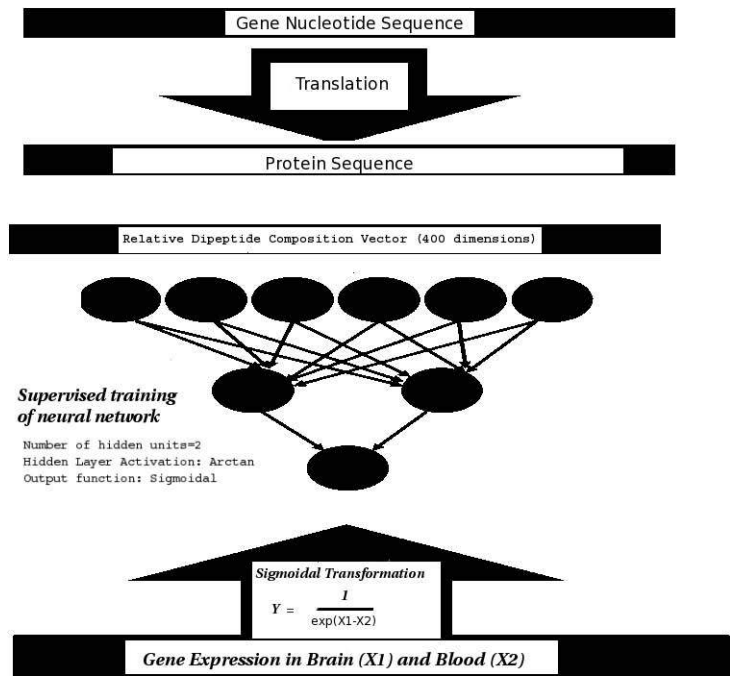 Gene Nucleotide Sequence
Translation
Protein Sequence
Relative Dipeptide Composition Vector (400 dimensions)
Supervised training
of neural network
Number of hidden units=2
Hidden Layer Activation: Arctan
Output function: Sigmoidal
Sigmoidal Transformation
Y = 1
exp(X1-X2)
Gene Expression in Brain (X1) and Blood (X2)